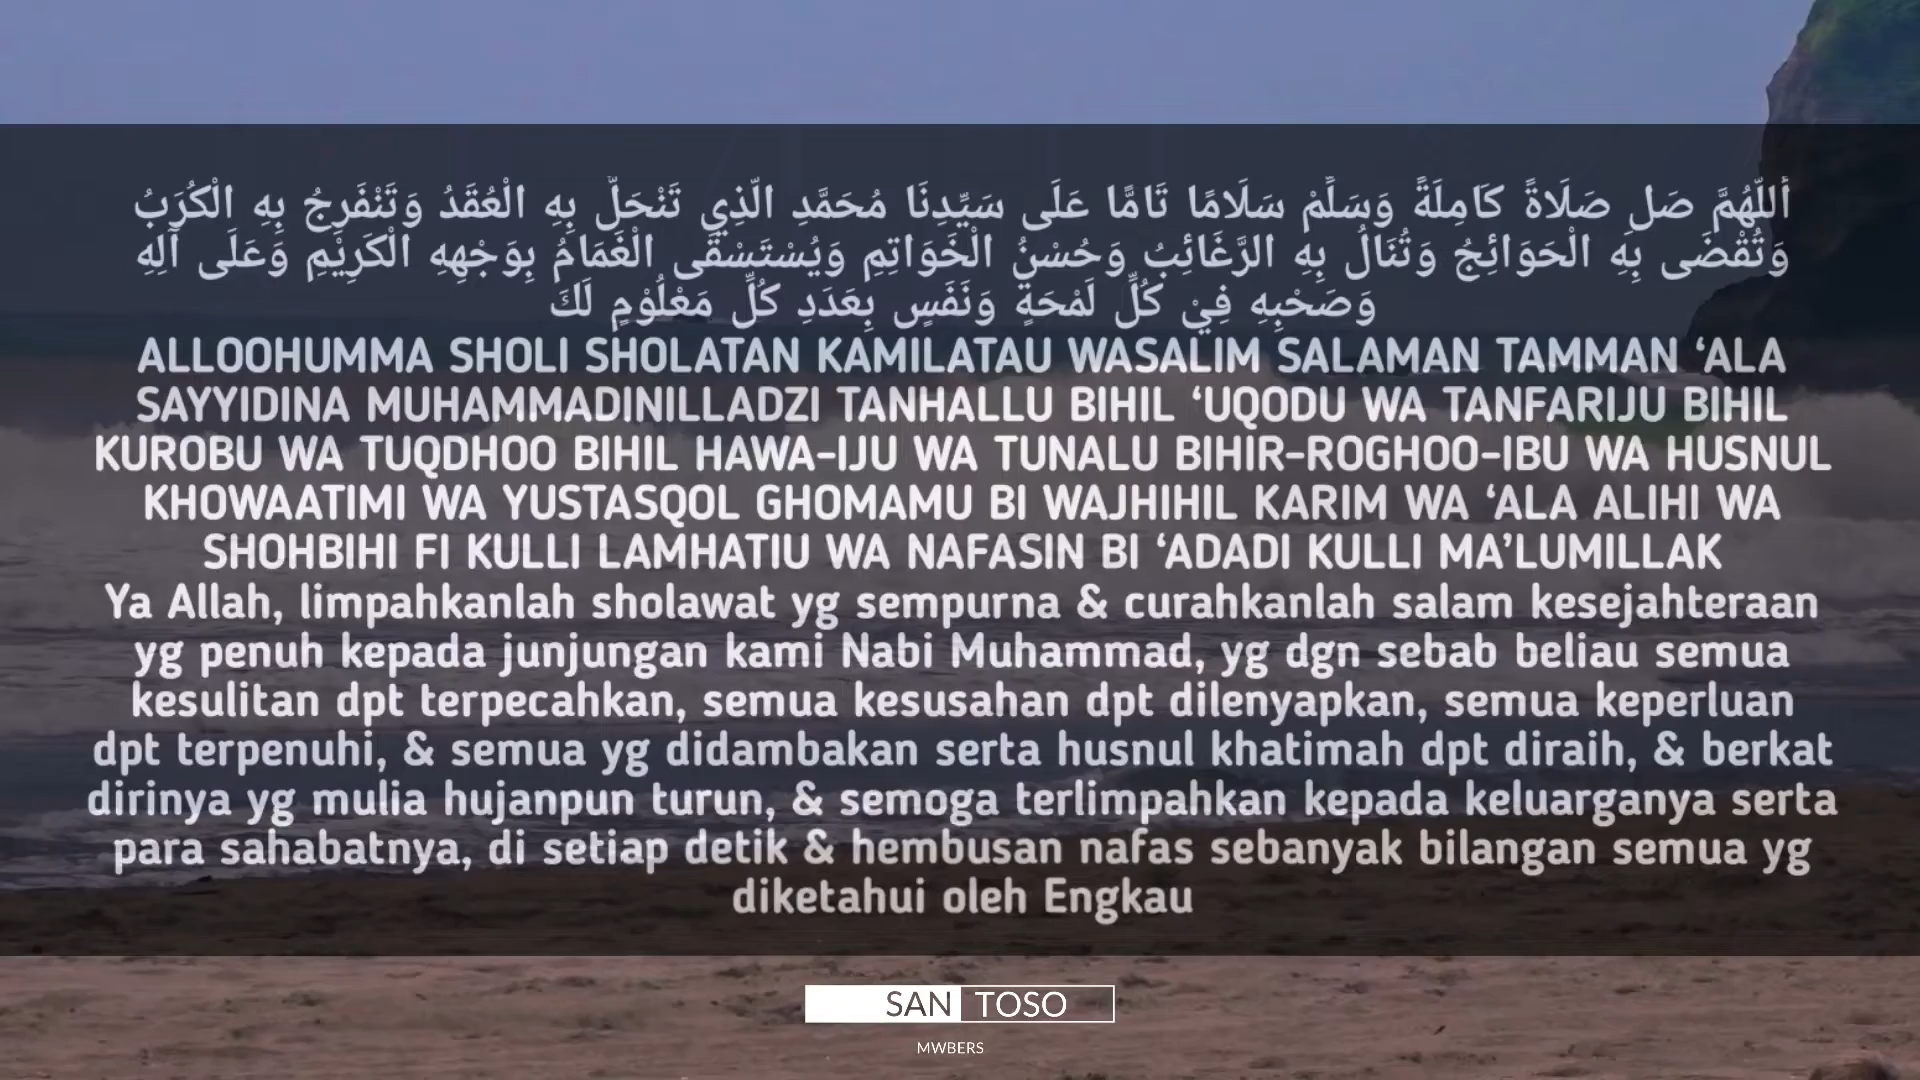 أَللّٰهُمَّ صَلِ صَلَاةً كَامِلَةً وَسَلِّمْ سَلَامًا تَامًّا عَلَى سَيِّدِنَا مُحَمَّدِ الّذِي تَنْحَلّ بِهِ الْعُقَدُ وَتَنْفَرِجُ بِهِ الْكُرَبُ
وَتُقْضَى بِهِ الْحَوَائِجُ وَتُنَالُ بِهِ الرَّغَائِبُ وَحُسْنُ الْخَوَاتِمِ وَيُسْتَسْقَى الْغَمَامُ بِوَجْهِهِ الْكَرِيْمِ وَعَلَى آلِهِ
وَصَحْبِهِ فِيْ كُلِّ لَمْحَةٍ وَنَفَسٍ بِعَدَدِ كُلِّ مَعْلُوْمٍ لَكَ
ALLOOHUMMA SHOLI SHOLATAN KAMILATAU WASALIM SALAMAN TAMMAN ‘ALA
SAYYIDINA MUHAMMADINILLADZI TANHALLU BIHIL ‘UQODU WA TANFARIJU BIHIL
KUROBU WA TUQDHOO BIHIL HAWA-IJU WA TUNALU BIHIR-ROGHOO-IBU WA HUSNUL
KHOWAATIMI WA YUSTASQOL GHOMAMU BI WAJHIHIL KARIM WA ‘ALA ALIHI WA
SHOHBIHI FI KULLI LAMHATIU WA NAFASIN BI ‘ADADI KULLI MA’LUMILLAK
Ya Allah, limpahkanlah sholawat yg sempurna & curahkanlah salam kesejahteraan
yg penuh kepada junjungan kami Nabi Muhammad, yg dgn sebab beliau semua
kesulitan dpt terpecahkan, semua kesusahan dpt dilenyapkan, semua keperluan
dpt terpenuhi, & semua yg didambakan serta husnul khatimah dpt diraih, & berkat
dirinya yg mulia hujanpun turun, & semoga terlimpahkan kepada keluarganya serta
para sahabatnya, di setiap detik & hembusan nafas sebanyak bilangan semua yg
diketahui oleh Engkau
SAN TOSO
MWBERS